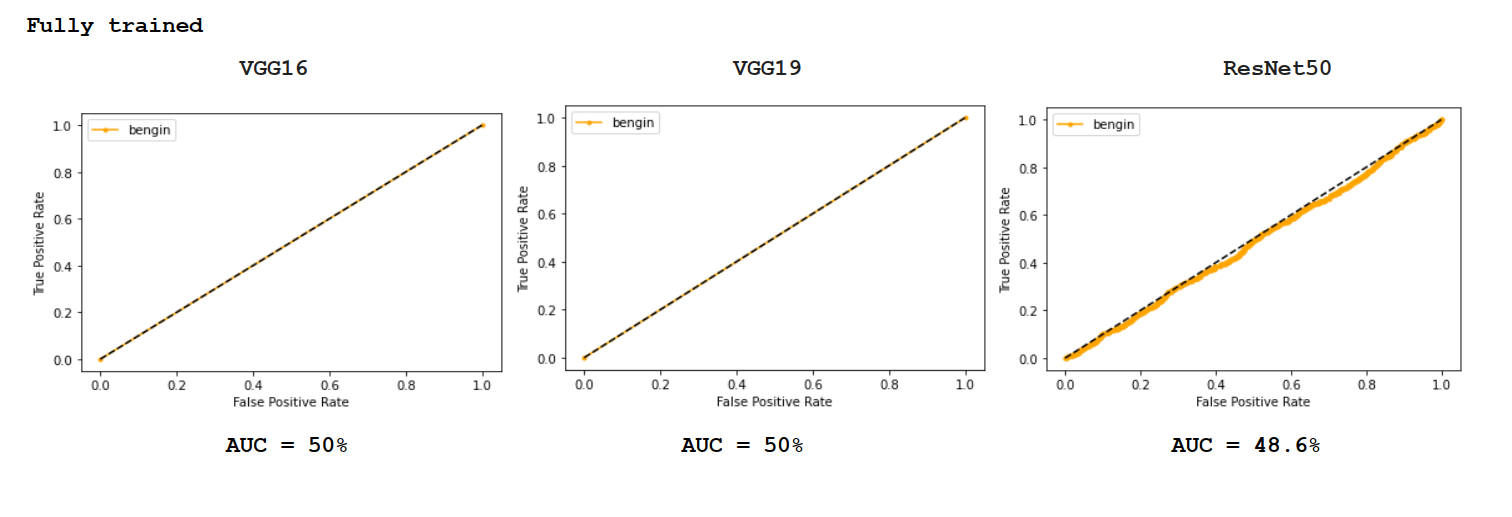 Fully trained
VGG16
VGG19
ResNet50
bengin
1.0
0.8
0.6
0.4
0.2
0.0
True Positive Rate
0.0 0.2 0.4 0.6 0.8 1.0
False Positive Rate
bengin
1.0
0.8
0.6
0.4
0.2
0.0
True Positive Rate
0.0 0.2 0.4 0.6 0.8 1.0
False Positive Rate
bengin
1.0
0.8
0.6
0.4
0.2
0.0
True Positive Rate
0.0 0.2 0.4 0.6 0.8 1.0
False Positive Rate
AUC = 50%
AUC = 50%
AUC = 48.6%